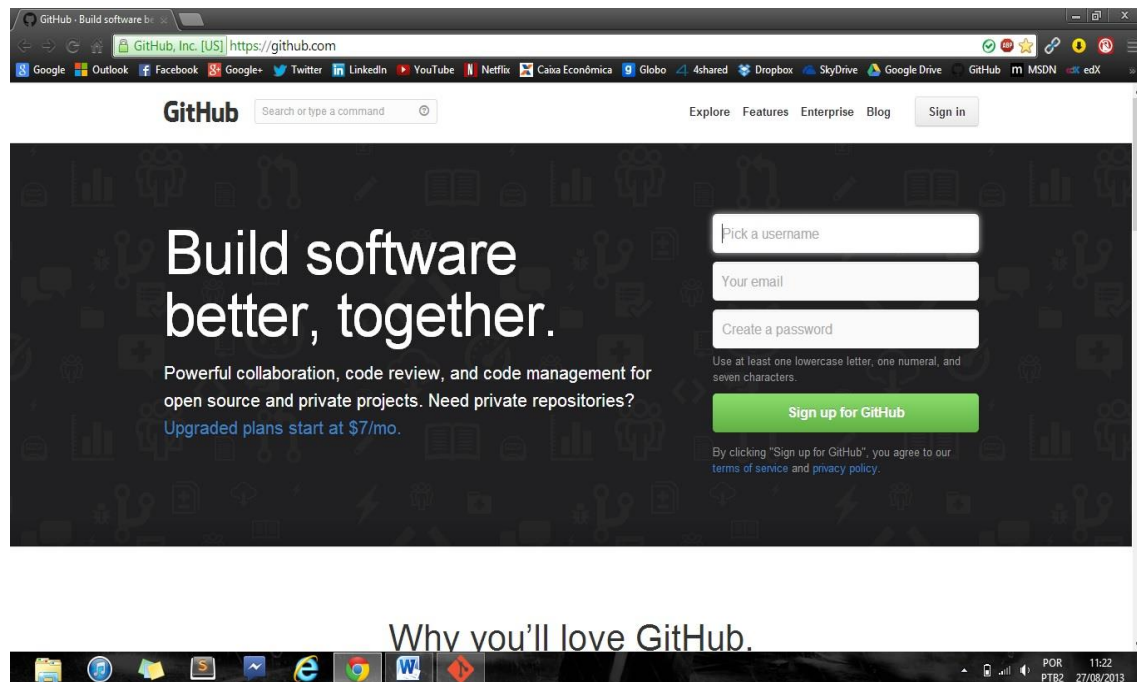 GitHub · Build software be
GitHub, Inc. [US] https://github.com
Google Outlook Facebook Google+ Twitter LinkedIn YouTube Netflix Caixa Econômica Globo 4shared Dropbox SkyDrive Google Drive GitHub MSDN edX
GitHub Search or type a command Explore Features Enterprise Blog Sign in
Build software
better, together.
Powerful collaboration, code review, and code management for
open source and private projects. Need private repositories?
Upgraded plans start at $7/mo.
Pick a username
Your email
Create a password
Use at least one lowercase letter, one numeral, and
seven characters.
Sign up for GitHub
By clicking "Sign up for GitHub", you agree to our
terms of service and privacy policy.
Why you'll love GitHub.
POR 11:22
PTB2 27/08/2013